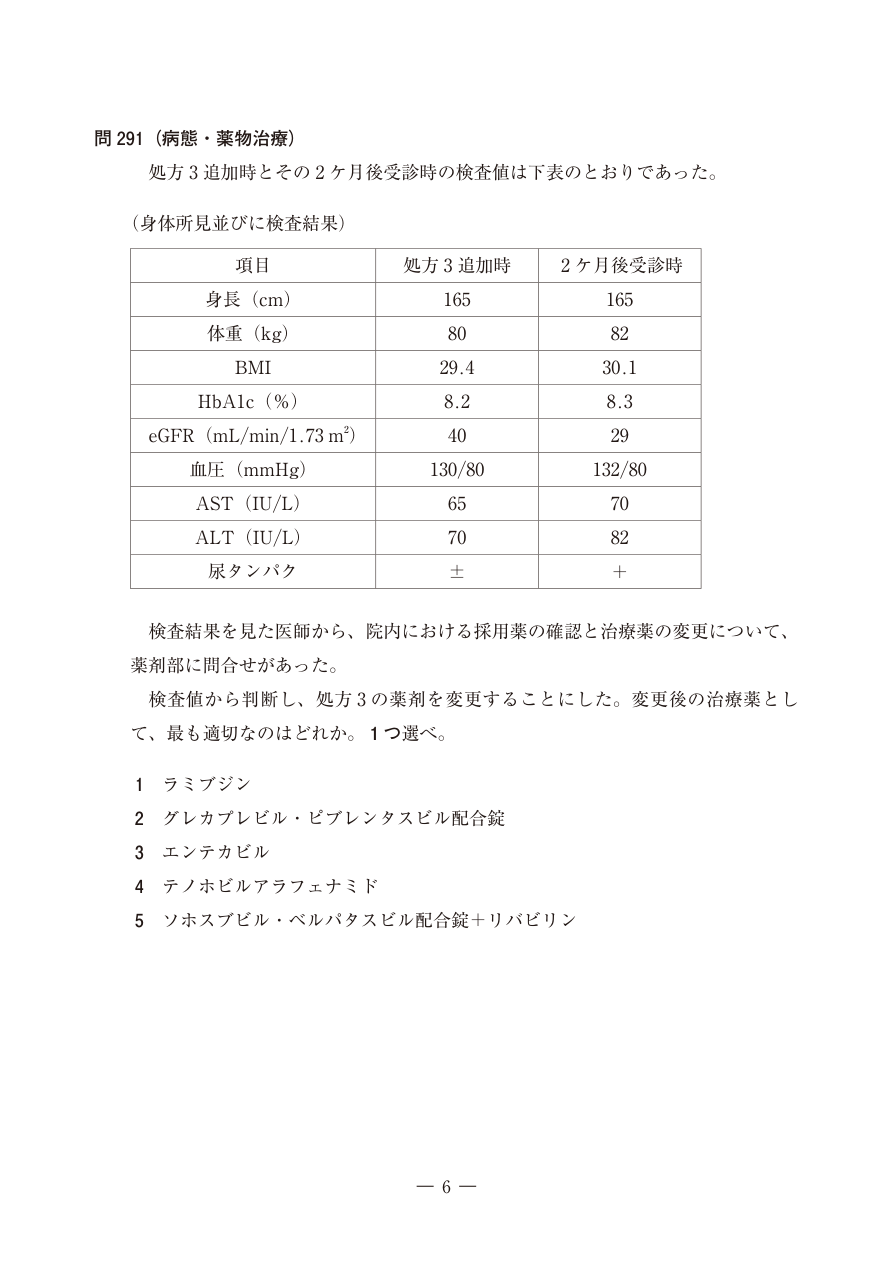 問 291（病態・薬物治療）
処方 3 追加時とその 2 ケ月後受診時の検査値は下表のとおりであった。
（身体所見並びに検査結果）
項目 処方 3 追加時 2 ケ月後受診時
身長（cm） 165 165
体重（kg） 80 82
BMI 29.4 30.1
HbA1c（％） 8.2 8.3
eGFR（mL/min/1.73 m²） 40 29
血圧（mmHg） 130/80 132/80
AST（IU/L） 65 70
ALT（IU/L） 70 82
尿タンパク ± ＋
検査結果を見た医師から、院内における採用薬の確認と治療薬の変更について、
薬剤部に問合せがあった。
検査値から判断し、処方 3 の薬剤を変更することにした。変更後の治療薬とし
て、最も適切なのはどれか。1 つ選べ。
1 ラミブジン
2 グレカプレビル・ピブレンタスビル配合錠
3 エンテカビル
4 テノホビルアラフェナミド
5 ソホスブビル・ベルパタスビル配合錠＋リバビリン
― 6 ―